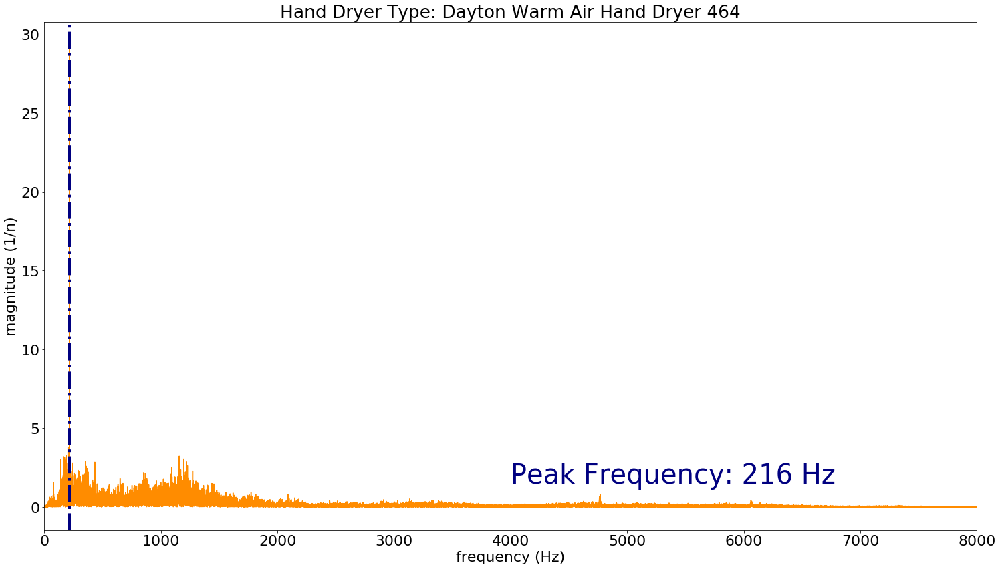 Hand Dryer Type: Dayton Warm Air Hand Dryer 464
30
25
20
15
10
5
0
magnitude (1/n)
Peak Frequency: 216 Hz
0 1000 2000 3000 4000 5000 6000 7000 8000
frequency (Hz)